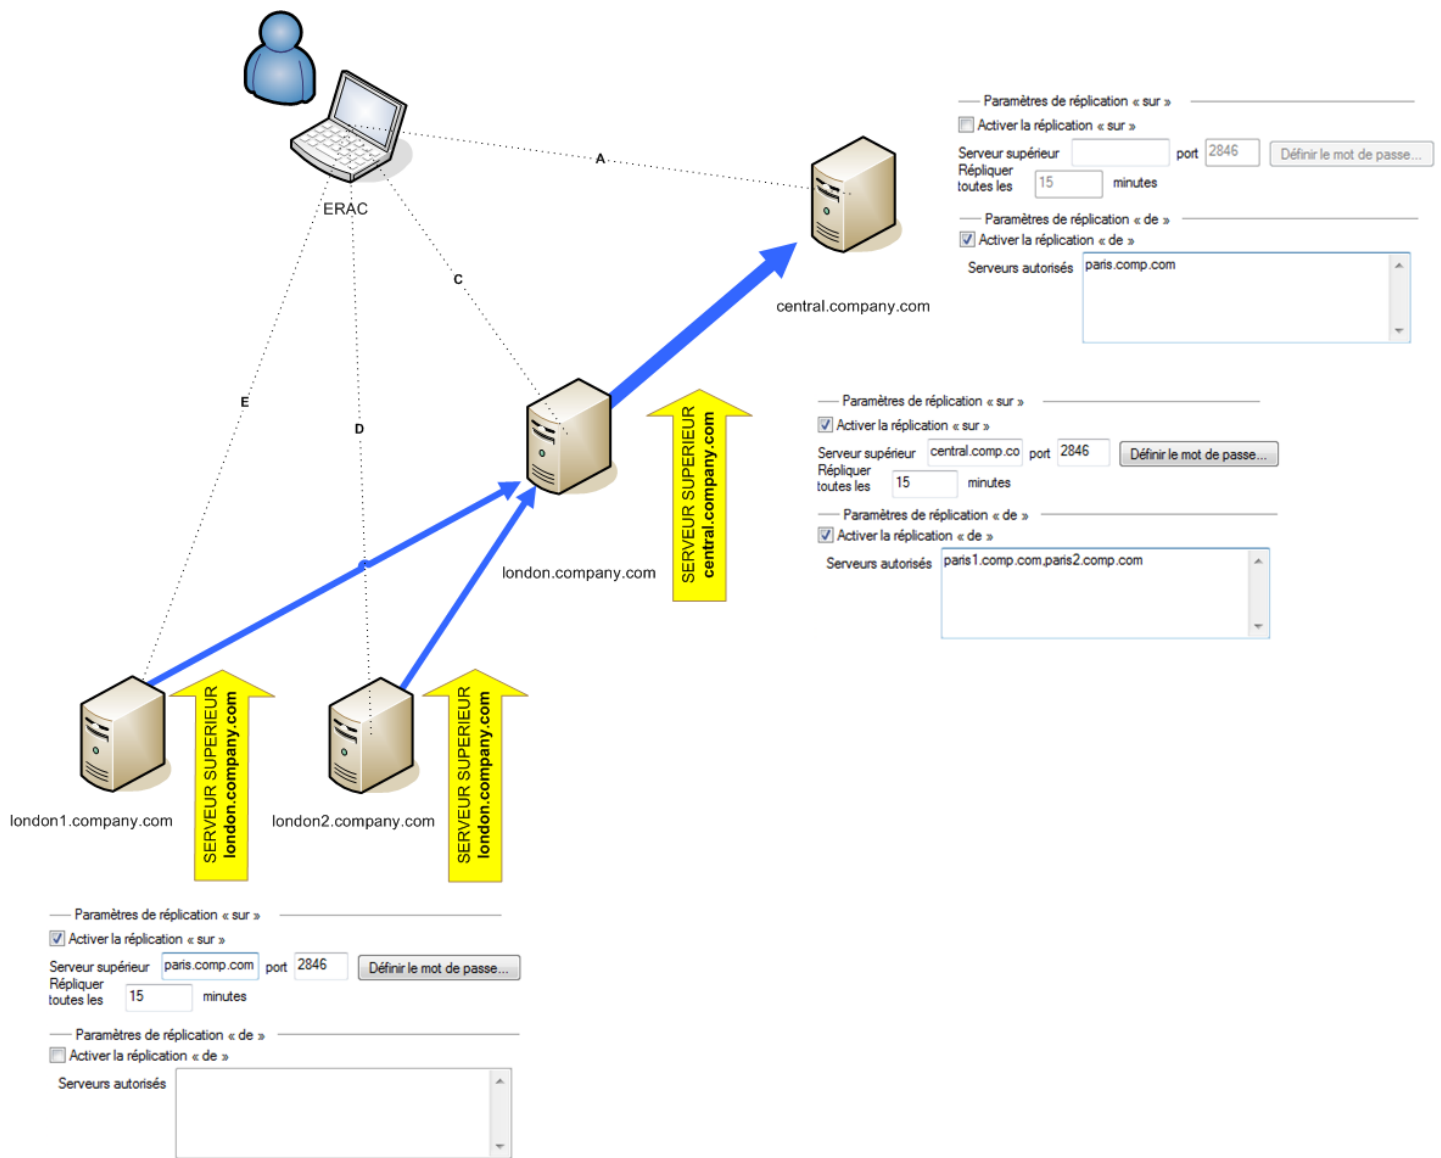 Paramètres de réplication « sur »
Activer la réplication « sur »
Serveur supérieur port 2846 Définir le mot de passe...
Répliquer
toutes les 15 minutes
Paramètres de réplication « de »
Activer la réplication « de »
Serveurs autorisés paris.comp.com
A
ERAC
C
central.company.com
E
D
Paramètres de réplication « sur »
Activer la réplication « sur »
Serveur supérieur central.comp.co port 2846 Définir le mot de passe...
Répliquer
toutes les 15 minutes
Paramètres de réplication « de »
Activer la réplication « de »
Serveurs autorisés paris1.comp.com,paris2.comp.com
SERVEUR SUPERIEUR
central.company.com
london.company.com
SERVEUR SUPERIEUR
london.company.com
SERVEUR SUPERIEUR
london.company.com
london1.company.com
london2.company.com
Paramètres de réplication « sur »
Activer la réplication « sur »
Serveur supérieur paris.comp.com port 2846 Définir le mot de passe...
Répliquer
toutes les 15 minutes
Paramètres de réplication « de »
Activer la réplication « de »
Serveurs autorisés